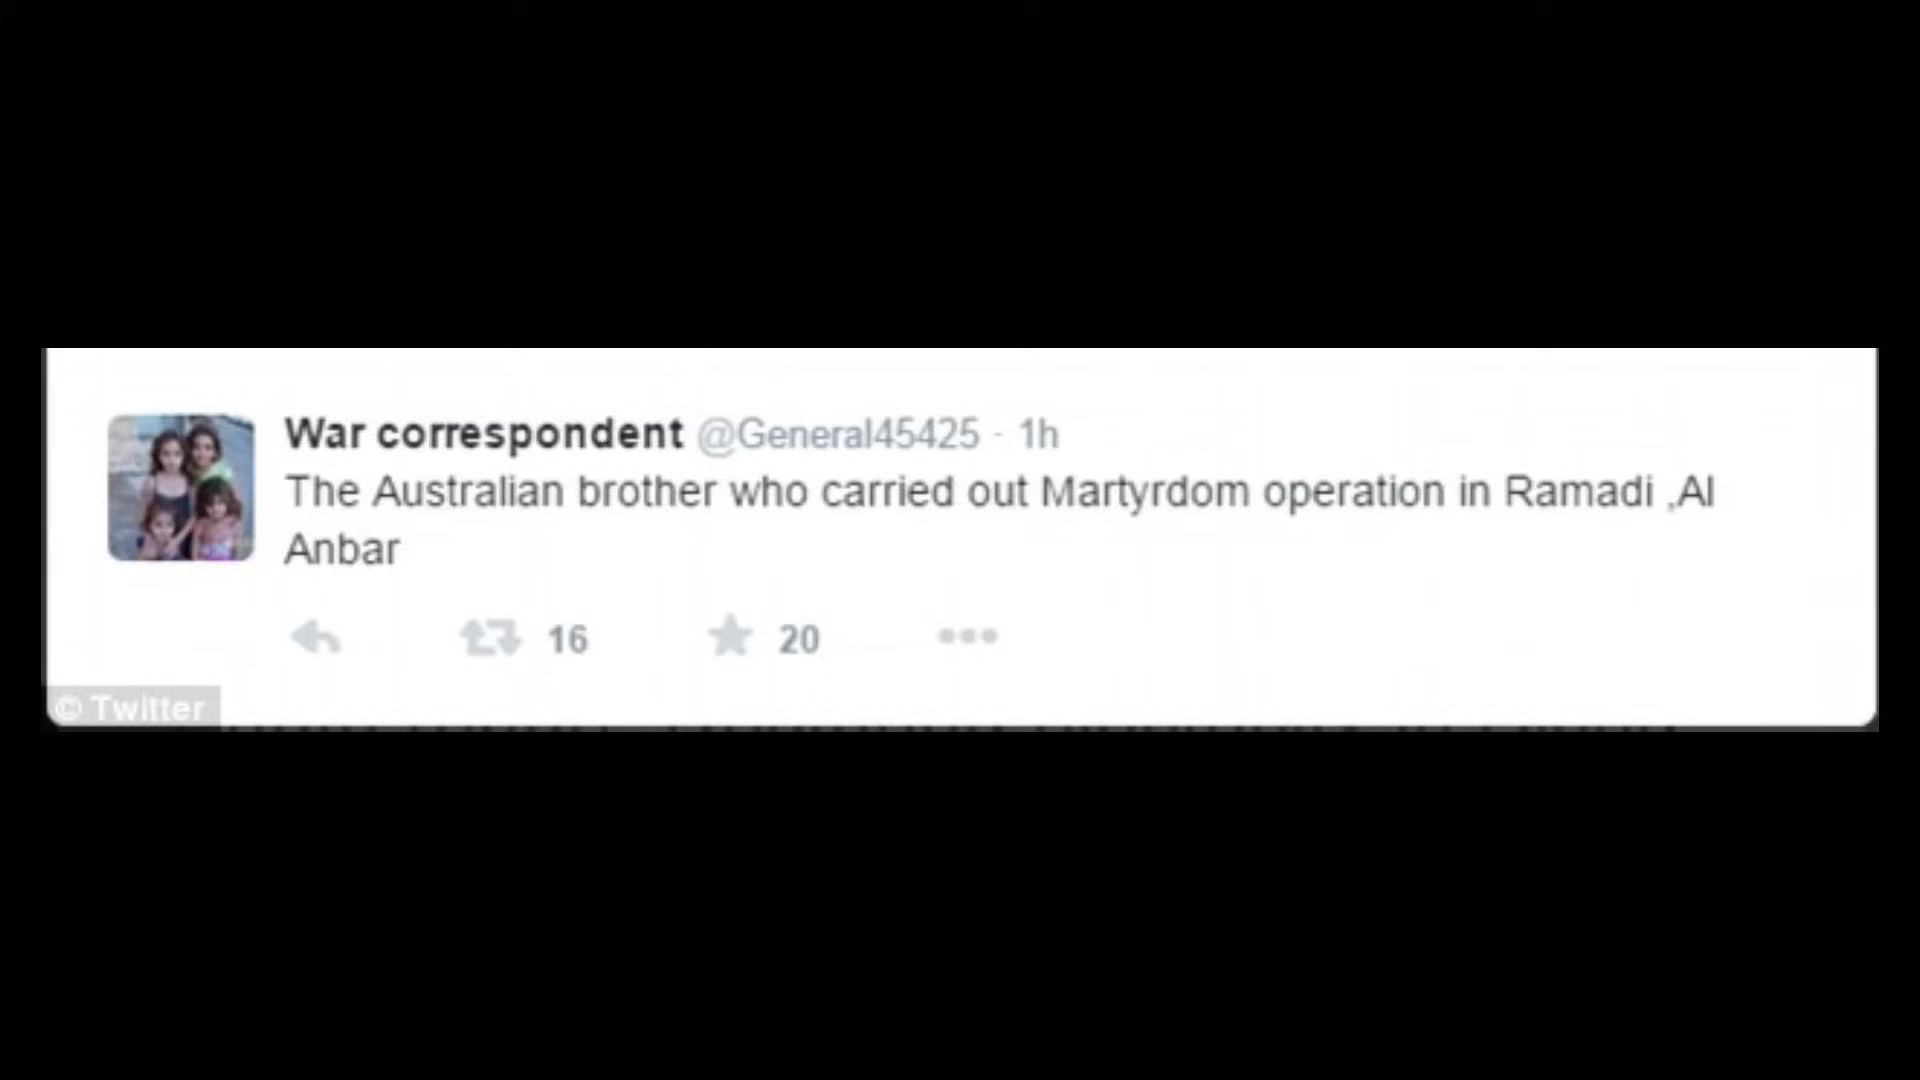 War correspondent @General45425 · 1h
The Australian brother who carried out Martyrdom operation in Ramadi ,Al
Anbar
16 20
© Twitter